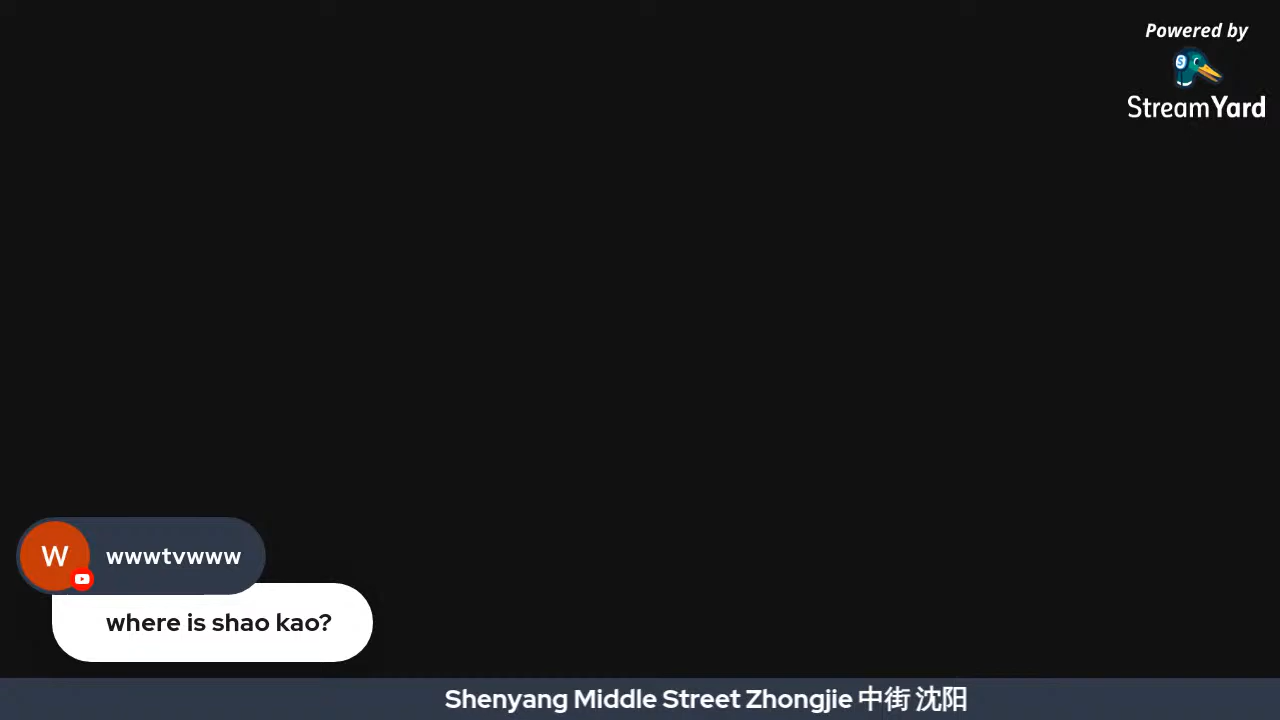 Powered by
StreamYard
W
wwwtvwww
where is shao kao?
Shenyang Middle Street Zhongjie 中街 沈阳